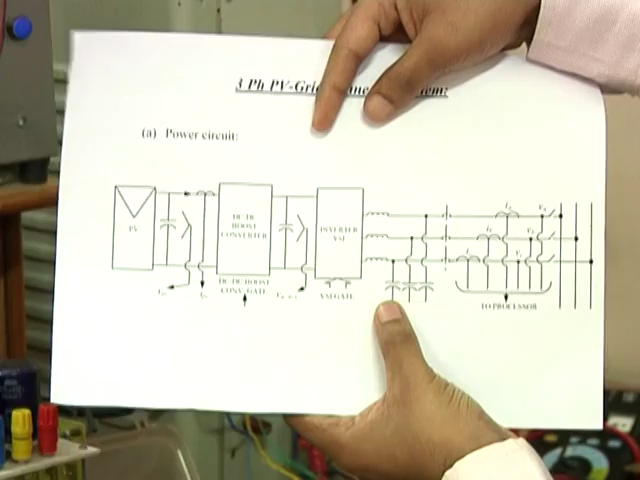 3 Ph PV-Grid
(a) Power circuit:
PV
DC-DC
BOOST
CONVERTER
INVERTER
VSI
DC-DC BOOST
CONV. GATE
VSI GATE
TO PROCESSOR